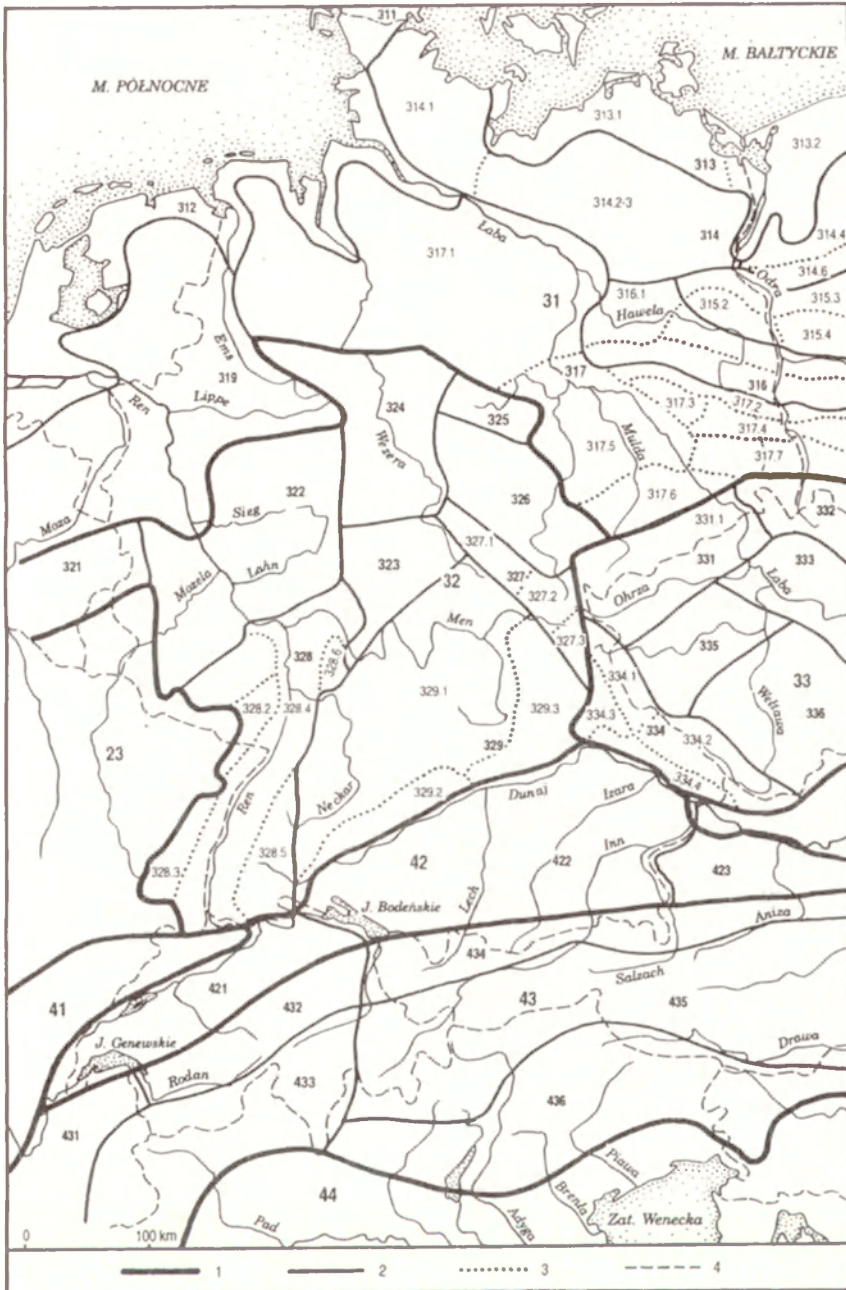 311
M. BAŁTYCKIE
M. PÓŁNOCNE
314.1
313.1
313
313.2
312
314.2-3
314
314.4
317.1
Łaba
31
Odra
314.6
316.1
315.2
315.3
Hawela
315.4
Ems
319
317
316
Ren
Lippe
324
325
317.3
317.2
317.4
Wezera
317.5
Mulda
317.7
322
326
317.6
Moza
Sieg
331.1
332
321
327.1
323
327
331
333
Mozela
Lahn
32
327.2
Ohrza
Łaba
Men
327.3
335
328
328.6
334.1
33
328.2
328.4
329.1
329.3
334.3
334
Wełtawa
336
23
329
334.2
Ren
Neckar
329.2
Dunaj
Izara
334.4
328.3
328.5
42
422
Inn
423
J. Bodeńskie
Lech
Aniza
434
421
Salzach
41
432
43
435
J. Genewskie
Drawa
Rodan
433
431
436
Piawa
44
Brenta
0
100 km
Pad
Adyga
Zat. Wenecka
1
2
3
4